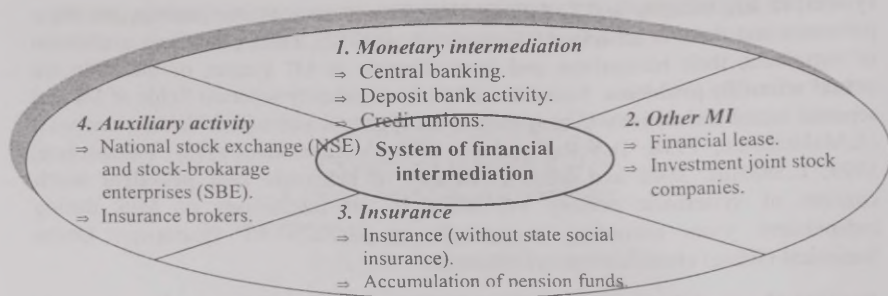 1. Monetary intermediation
⇒ Central banking.
⇒ Deposit bank activity.
⇒ Credit unions.
2. Other MI
⇒ Financial lease.
⇒ Investment joint stock
companies.
3. Insurance
⇒ Insurance (without state social
insurance).
⇒ Accumulation of pension funds.
4. Auxiliary activity
⇒ National stock exchange (NSE)
and stock-brokarage
enterprises (SBE).
⇒ Insurance brokers.
System of financial
intermediation